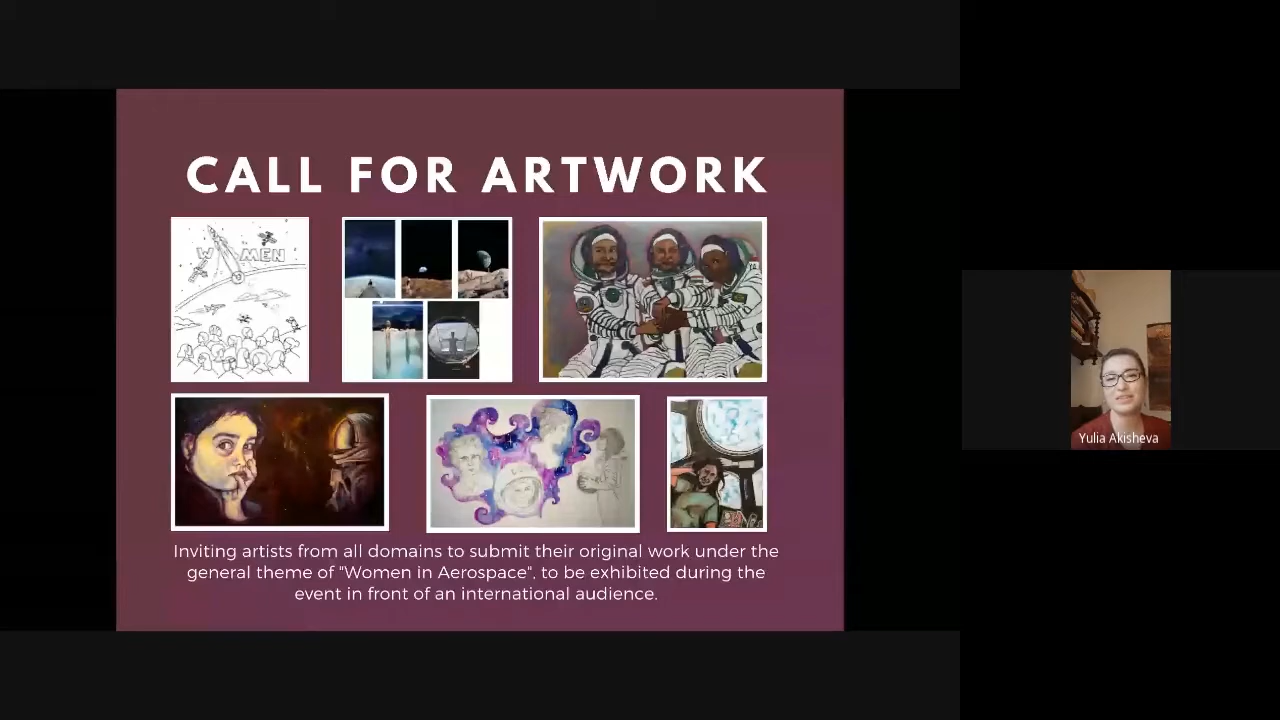 CALL FOR ARTWORK
W MEN
Inviting artists from all domains to submit their original work under the
general theme of "Women in Aerospace", to be exhibited during the
event in front of an international audience.
Yulia Akisheva